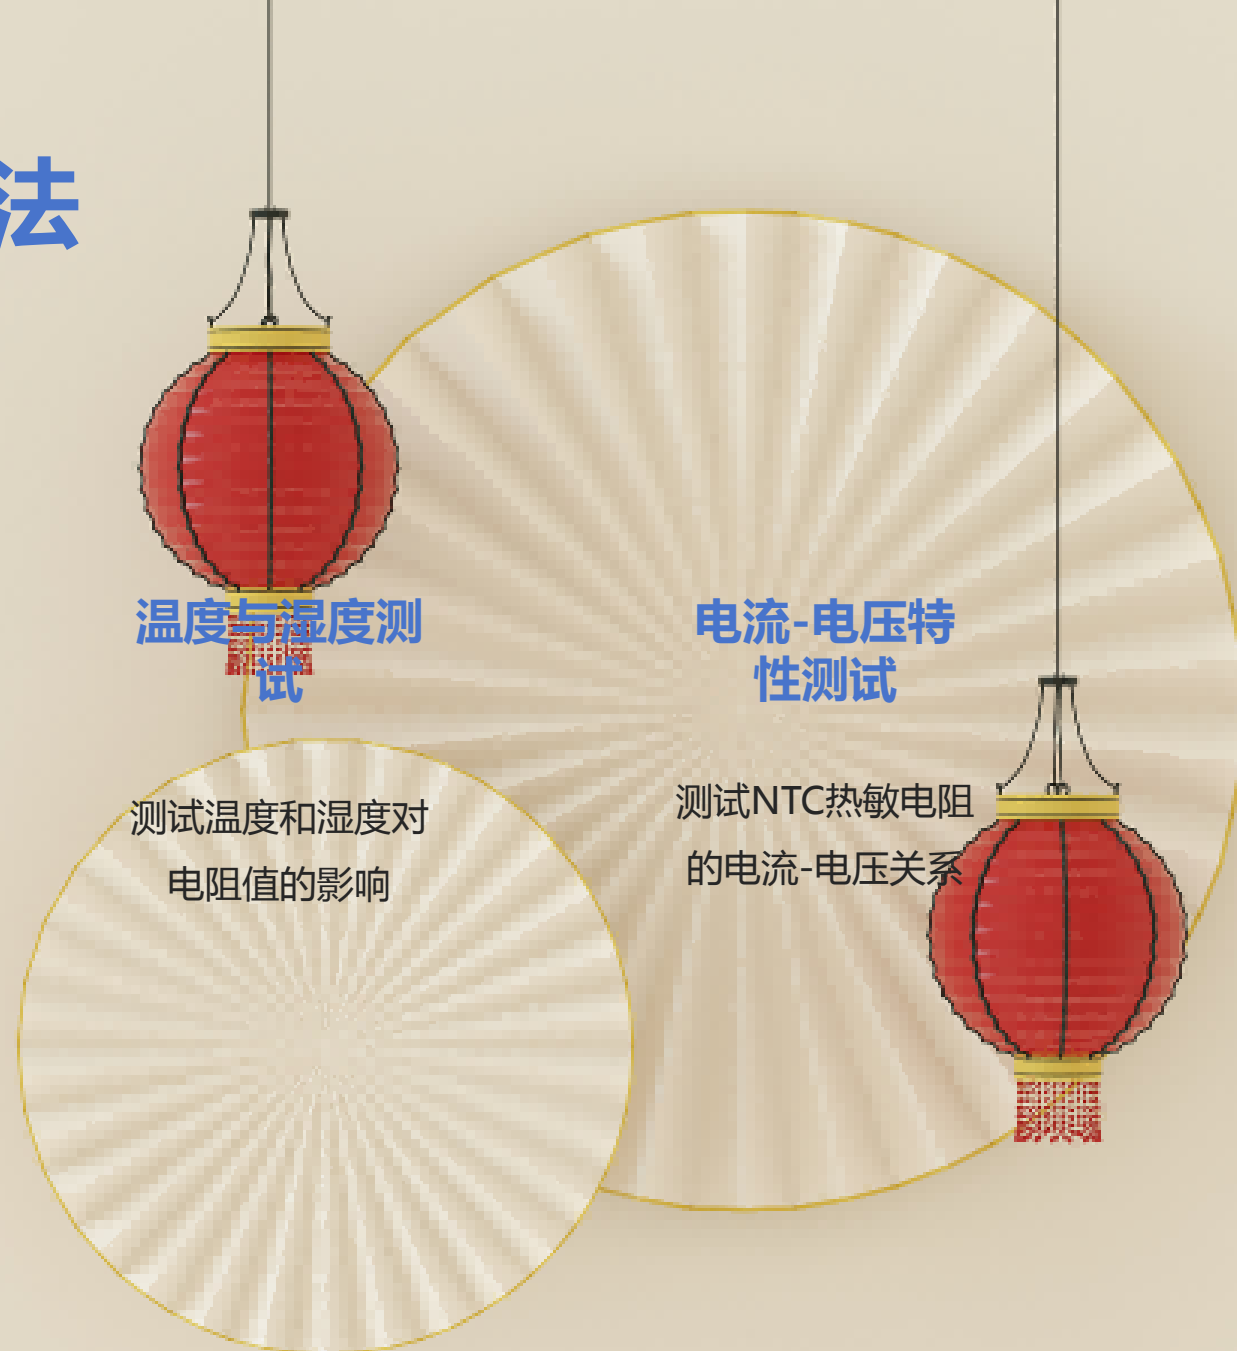 法
温度与湿度测
试
测试温度和湿度对
电阻值的影响
电流-电压特
性测试
测试NTC热敏电阻
的电流-电压关系